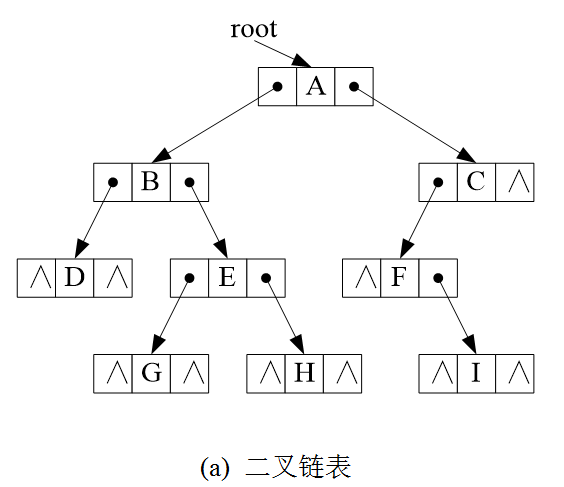 root
A
B C ∧
∧ D ∧ E ∧ F
∧ G ∧ ∧ H ∧ ∧ I ∧
(a) 二叉链表